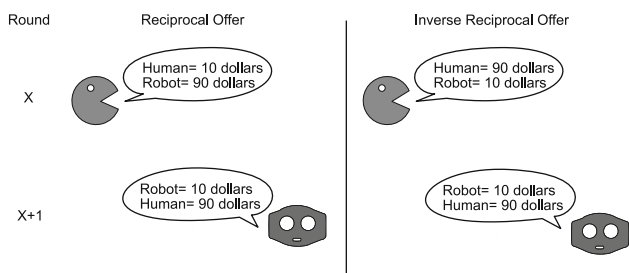 Round
Reciprocal Offer
Inverse Reciprocal Offer
X
Human= 10 dollars
Robot= 90 dollars
Human= 90 dollars
Robot= 10 dollars
X+1
Robot= 10 dollars
Human= 90 dollars
Robot= 10 dollars
Human= 90 dollars